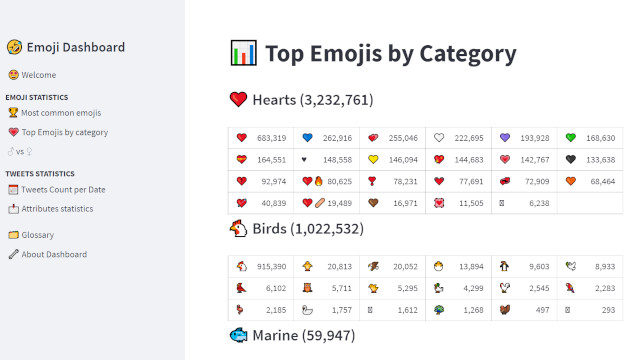 Emoji Dashboard
Welcome
EMOJI STATISTICS
Most common emojis
Top Emojis by category
vs
TWEETS STATISTICS
Tweets Count per Date
Attributes statistics
Glossary
About Dashboard
Top Emojis by Category
Hearts (3,232,761)
683,319 262,916 255,046 222,695 193,928 168,630
164,551 148,558 146,094 144,683 142,767 133,638
92,974 80,625 78,231 77,691 72,909 68,464
40,839 19,489 16,971 11,505 6,238
Birds (1,022,532)
915,390 20,813 20,052 13,894 9,603 8,933
6,102 5,711 5,295 4,299 2,545 2,283
2,185 1,757 1,612 1,268 497 293
Marine (59,947)